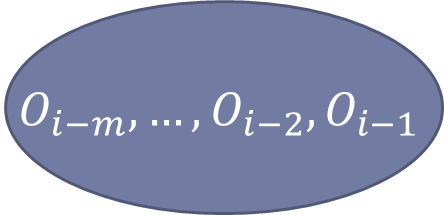 O_{i−m}, …, O_{i−2}, O_{i−1}